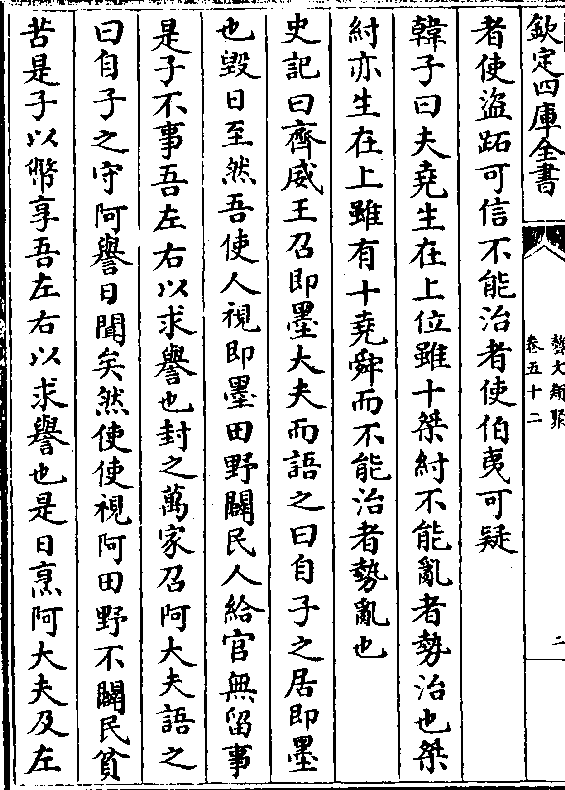 欽定四庫全書
藝文類聚
卷五十二
二
者使盜跖可信不能治者使伯夷可疑
韓子曰夫堯生在上位雖十桀紂不能亂者勢治也桀
紂亦生在上雖有十堯舜而不能治者勢亂也
史記曰齊威王召即墨大夫而語之曰自子之居即墨
也毀日至然吾使人視即墨田野闢民人給官無留事
是子不事吾左右以求譽也封之萬家召阿大夫語之
曰自子之守阿譽日聞矣然使使視阿田野不闢民貧
苦是子以幣享吾左右以求譽也是日烹阿大夫及左